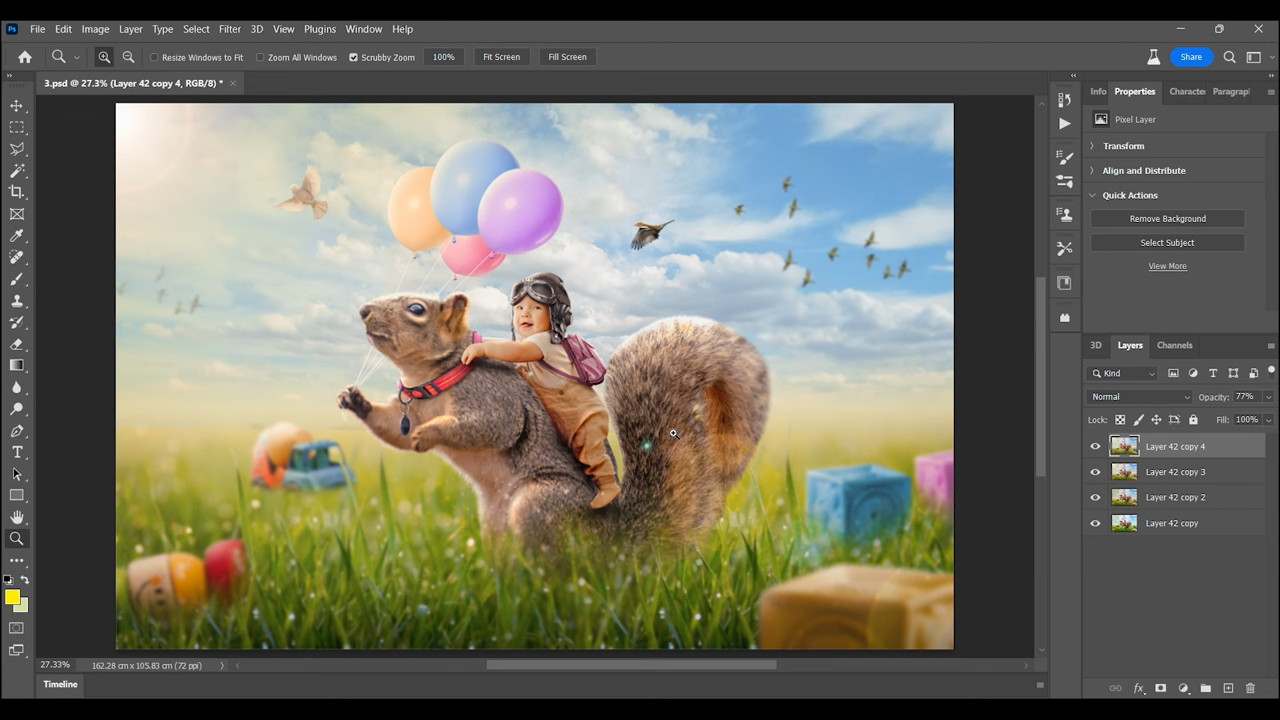 Ps File Edit Image Layer Type Select Filter 3D View Plugins Window Help
Resize Windows to Fit Zoom All Windows Scrubby Zoom 100% Fit Screen Fill Screen Share
3.psd @ 27.3% (Layer 42 copy 4, RGB/8) *
Info Properties Characte Paragrap
Pixel Layer
Transform
Align and Distribute
Quick Actions
Remove Background
Select Subject
View More
3D Layers Channels
Kind
Normal Opacity: 77%
Lock: Fill: 100%
Layer 42 copy 4
Layer 42 copy 3
Layer 42 copy 2
Layer 42 copy
27.33% 162.28 cm x 105.83 cm (72 ppi)
Timeline